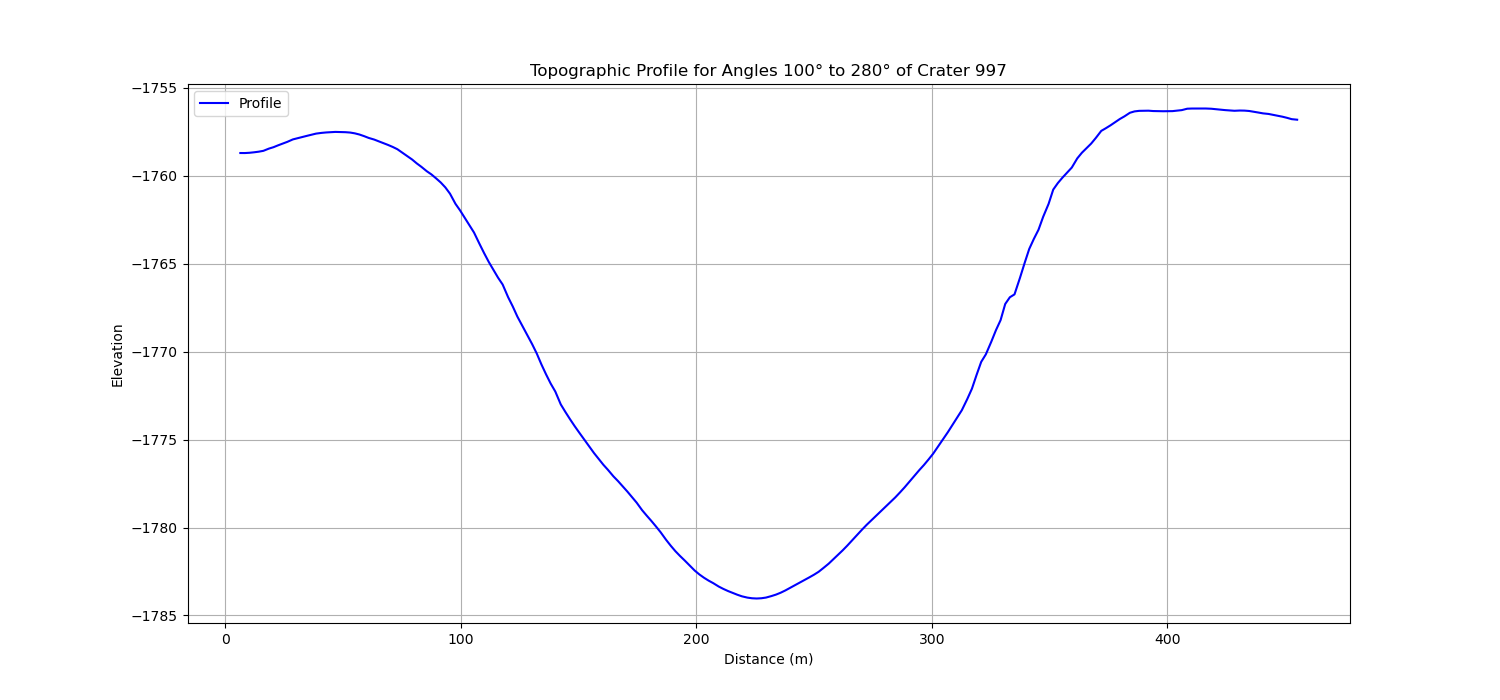 Topographic Profile for Angles 100° to 280° of Crater 997
Profile
−1755
−1760
−1765
−1770
−1775
−1780
−1785
Elevation
0 100 200 300 400
Distance (m)